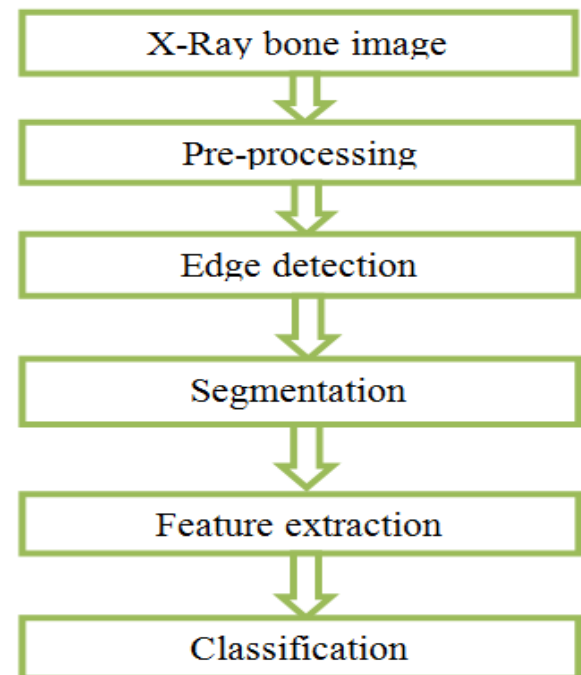 X-Ray bone image
Pre-processing
Edge detection
Segmentation
Feature extraction
Classification